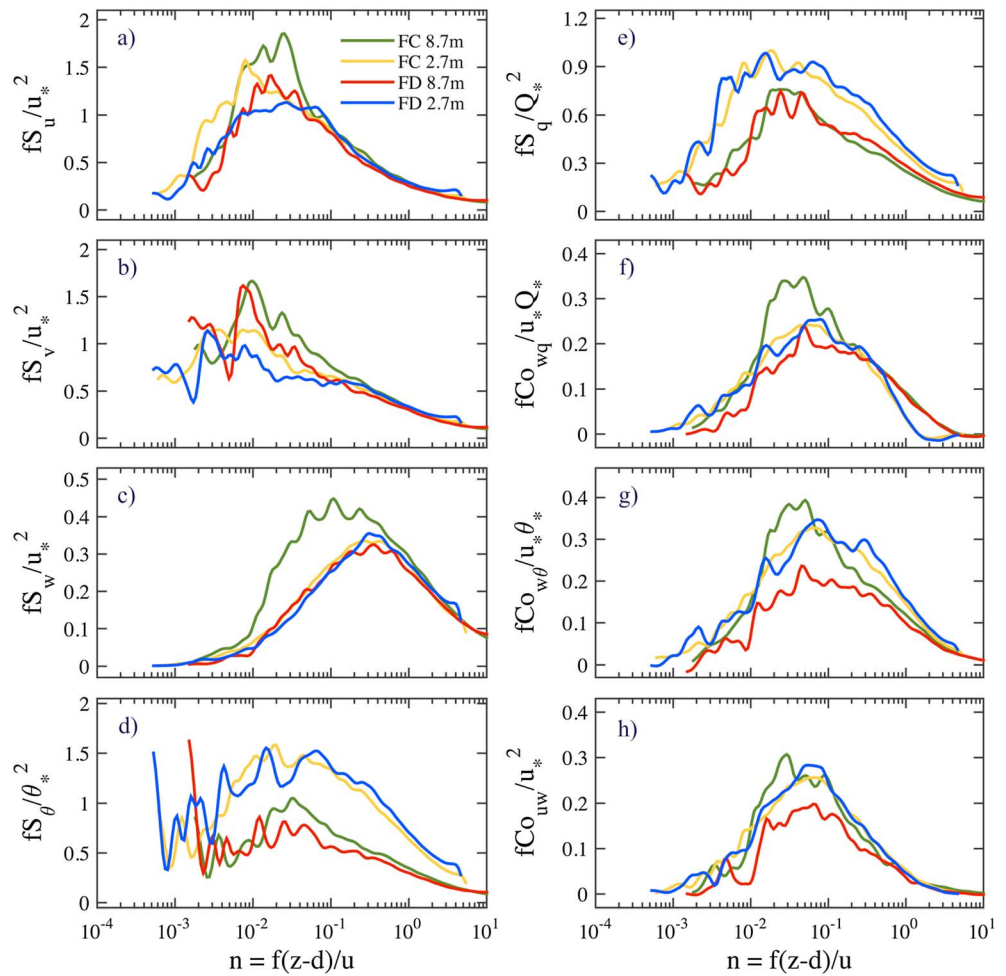 a)
fS_u/u_*^2
2
1.5
1
0.5
0
FC 8.7m
FC 2.7m
FD 8.7m
FD 2.7m
b)
fS_v/u_*^2
2
1.5
1
0.5
0
c)
fS_w/u_*^2
0.5
0.4
0.3
0.2
0.1
0
d)
fS_θ/θ_*^2
2
1.5
1
0.5
0
10^-4 10^-3 10^-2 10^-1 10^0 10^1
n = f(z-d)/u
e)
fS_q/Q_*^2
1.2
0.9
0.6
0.3
0
f)
fCo_wq/u_*Q_*
0.4
0.3
0.2
0.1
0
g)
fCo_wθ/u_*θ_*
0.4
0.3
0.2
0.1
0
h)
fCo_uw/u_*^2
0.4
0.3
0.2
0.1
0
10^-4 10^-3 10^-2 10^-1 10^0 10^1
n = f(z-d)/u